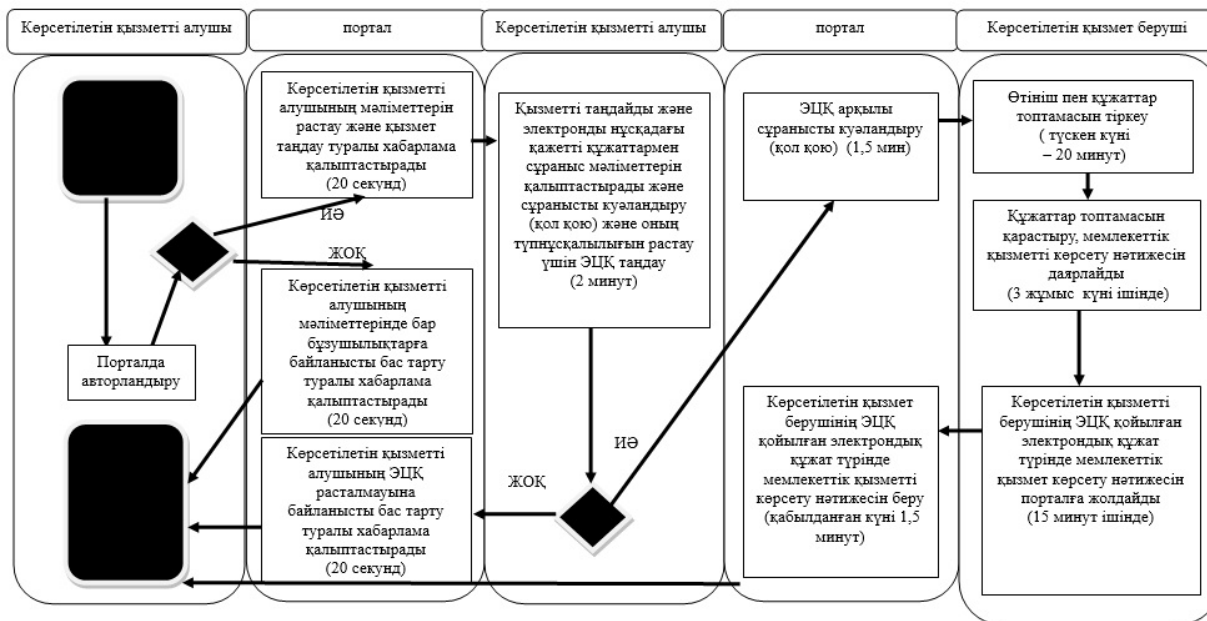 Көрсетілетін қызметті алушы
портал
Көрсетілетін қызметті алушы
портал
Көрсетілетін қызмет беруші
Порталда
авторландыру
Көрсетілетін қызметті
алушының мәліметтерін
растау және қызмет
таңдау туралы хабарлама
қалыптастырады
(20 секунд)
ИӘ
ЖОҚ
Көрсетілетін қызметті
алушының
мәліметтерінде бар
бұзушылықтарға
байланысты бас тарту
туралы хабарлама
қалыптастырады
(20 секунд)
Көрсетілетін қызметті
алушының ЭЦҚ
расталмауына
байланысты бас тарту
туралы хабарлама
қалыптастырады
(20 секунд)
Қызметті таңдайды және
электронды нұсқадағы
қажетті құжаттармен
сұраныс мәліметтерін
қалыптастырады және
сұранысты куәландыру
(қол қою) және оның
түпнұсқалылығын растау
үшін ЭЦҚ таңдау
(2 минут)
ИӘ
ЖОҚ
ЭЦҚ арқылы
сұранысты куәландыру
(қол қою) (1,5 мин)
Көрсетілетін қызмет
берушінің ЭЦҚ
қойылған электрондық
құжат түрінде
мемлекеттік қызметті
көрсету нәтижесін беру
(қабылданған күні 1,5
минут)
Өтініш пен құжаттар
топтамасын тіркеу
( түскен күні
– 20 минут)
Құжаттар топтамасын
қарастыру, мемлекеттік
қызметті көрсету нәтижесін
даярлайды
(3 жұмыс күні ішінде)
Көрсетілетін қызметті
берушінің ЭЦҚ қойылған
электрондық құжат
түрінде мемлекеттік
қызмет көрсету нәтижесін
порталға жолдайды
(15 минут ішінде)